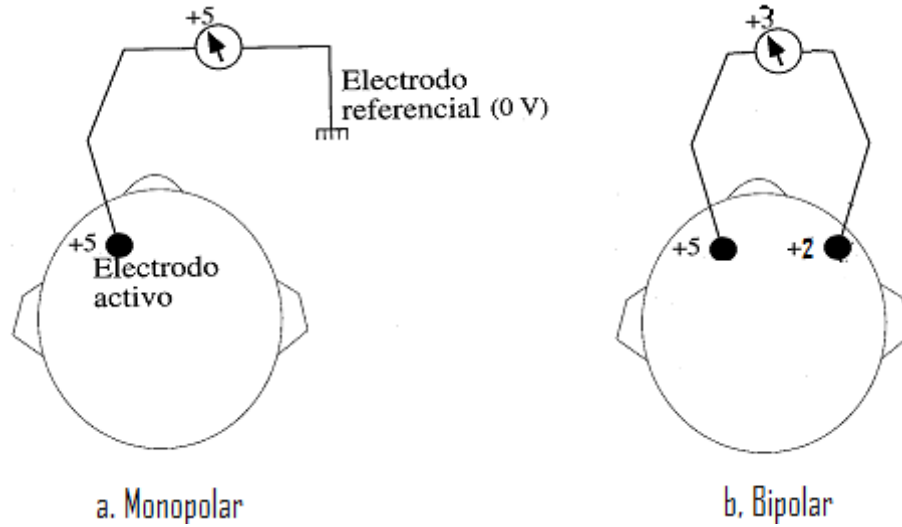 +5
Electrodo
referencial (0 V)
+5
Electrodo
activo
a. Monopolar
+3
+5
+2
b, Bipolar